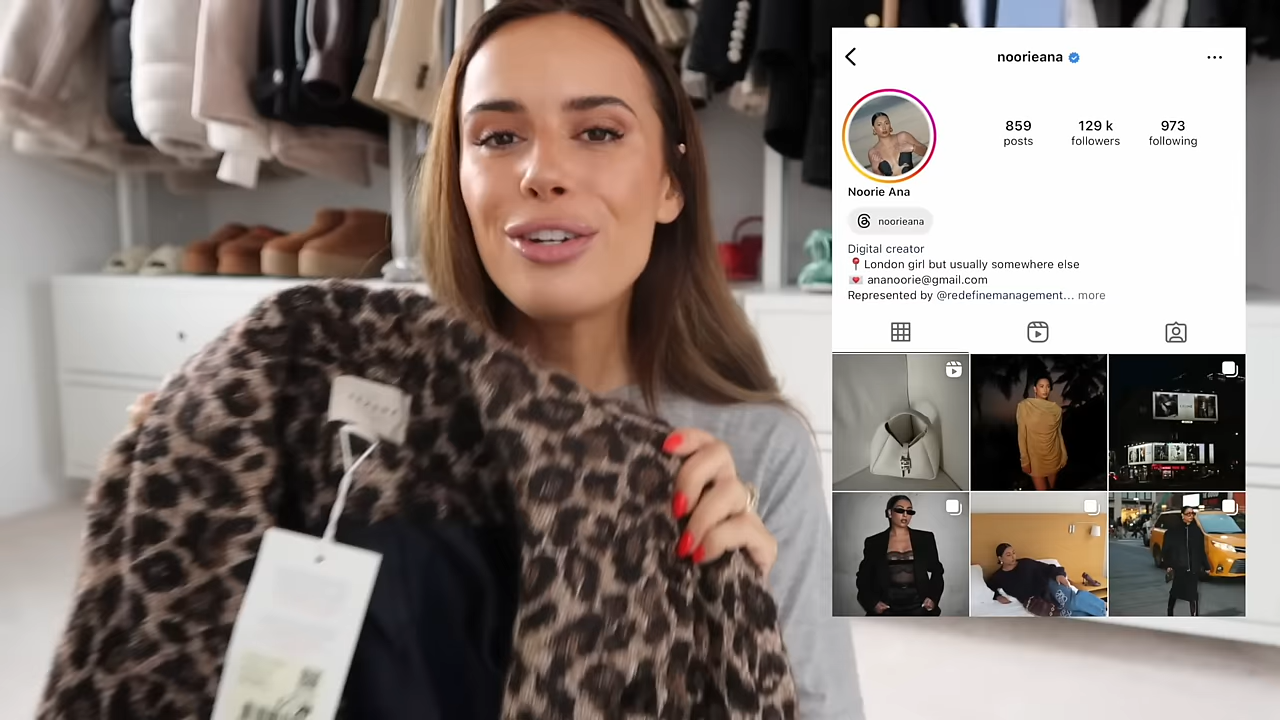 noorieana
859
posts
129 k
followers
973
following
Noorie Ana
noorieana
Digital creator
📍London girl but usually somewhere else
💌 ananoorie@gmail.com
Represented by @redefinemanagement... more